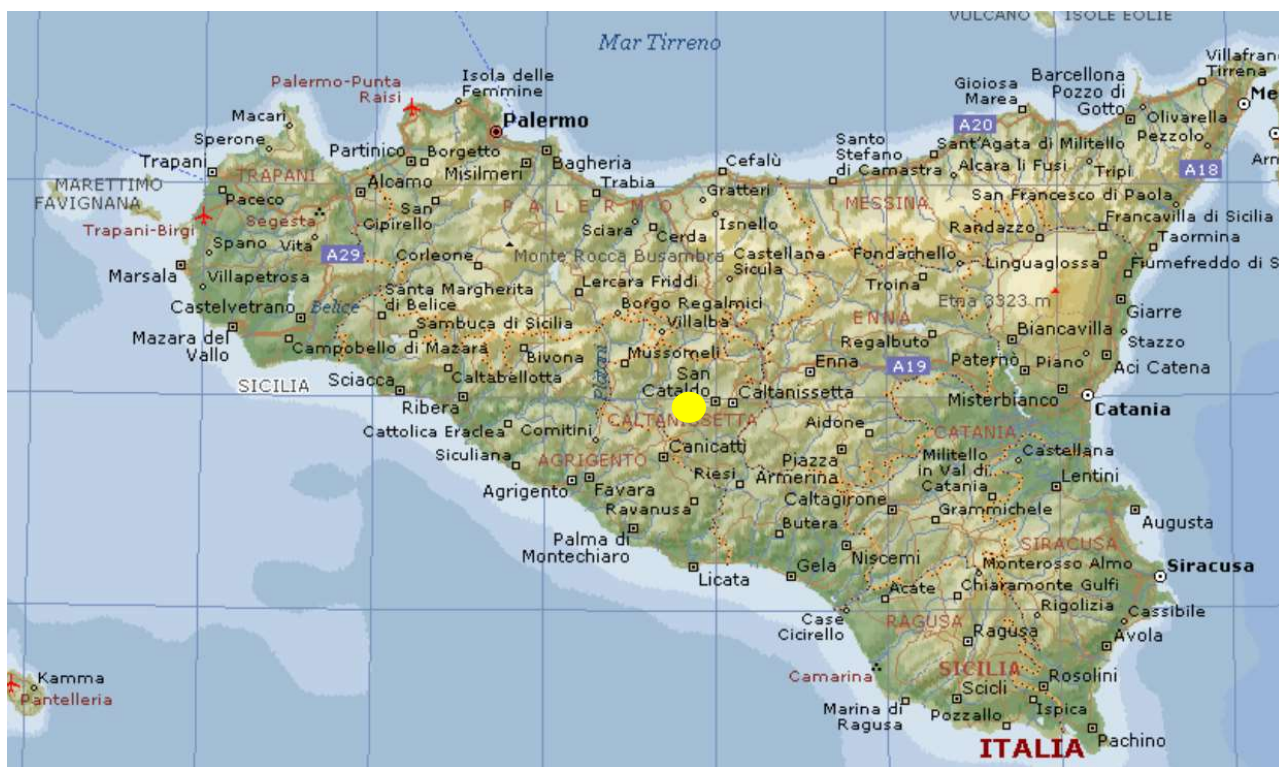 VULCANO
ISOLE EOLIE
Mar Tirreno
Villafran
Tirrena
Palermo-Punta
Raisi
Isola delle
Femmine
Gioiosa
Marea
Barcellona
Pozzo di
Gotto
Me
Macari
Palermo
A20
Olivarella
Sperone
Santo
Stefano
di Camastra
Sant'Agata di Militello
Pezzolo
Partinico
Borgetto
Bagheria
Cefalù
Trapani
Misilmeri
Alcara li Fusi
Tripi
A18
TRAPANI
MARETTIMO
FAVIGNANA
Paceco
Alcamo
Trabia
Gratteri
MESSINA
San Francesco di Paola
Segesta
San
Cipirello
PALERMO
Isnello
Francavilla di Sicilia
Trapani-Birgi
Sciara
Cerda
Randazzo
Spano
Vita
A29
Corleone
Monte Rocca Busambra
Castellana
Sicula
Fondachello
Taormina
Marsala
Villapetrosa
Linguaglossa
Fiumefreddo di S
Santa Margherita
di Belice
Lercara Friddi
Troina
Castelvetrano
Belice
Borgo Regalmici
Etna 3323 m
Giarre
Sambuca di Sicilia
Villalba
ENNA
Biancavilla
Mazara del
Vallo
Campobello di Mazara
Bivona
Mussomeli
Regalbuto
Stazzo
Enna
A19
Paternò
Piano
Aci Catena
SICILIA
Sciacca
Caltabellotta
Platani
San
Cataldo
Caltanissetta
Misterbianco
Ribera
Catania
Cattolica Eraclea
Comitini
CALTANISSETTA
Aidone
CATANIA
Siculiana
AGRIGENTO
Canicattì
Piazza
Armerina
Militello
in Val di
Catania
Castellana
Riesi
Lentini
Agrigento
Favara
Ravanusa
Caltagirone
Grammichele
Augusta
Palma di
Montechiaro
Butera
Niscemi
SIRACUSA
Licata
Gela
Monterosso Almo
Siracusa
Chiaramonte Gulfi
Acate
Case
Cicirello
Rigolizia
Cassibile
RAGUSA
Ragusa
Avola
Kamma
Pantelleria
Camarina
SICILIA
Rosolini
Scicli
Marina di
Ragusa
Pozzallo
Ispica
Pachino
ITALIA